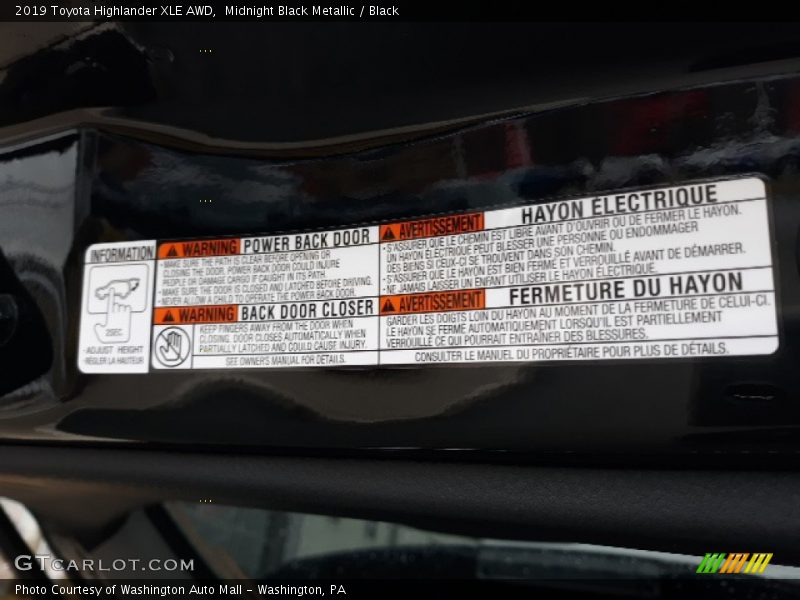 2019 Toyota Highlander XLE AWD,  Midnight Black Metallic / Black
INFORMATION
2SEC.
・ADJUST HEIGHT
・RÉGLER LA HAUTEUR
WARNING POWER BACK DOOR
・MAKE SURE THE PATH IS CLEAR BEFORE OPENING OR
CLOSING THE DOOR. POWER BACK DOOR COULD INJURE
PEOPLE OR DAMAGE CARGO IF CAUGHT IN ITS PATH.
・MAKE SURE THE DOOR IS CLOSED AND LATCHED BEFORE DRIVING.
・NEVER ALLOW A CHILD TO OPERATE THE POWER BACK DOOR.
WARNING BACK DOOR CLOSER
KEEP FINGERS AWAY FROM THE DOOR WHEN
CLOSING. DOOR CLOSES AUTOMATICALLY WHEN
PARTIALLY LATCHED AND COULD CAUSE INJURY
SEE OWNER'S MANUAL FOR DETAILS.
AVERTISSEMENT HAYON ÉLECTRIQUE
・S'ASSURER QUE LE CHEMIN EST LIBRE AVANT D'OUVRIR OU DE FERMER LE HAYON.
UN HAYON ÉLECTRIQUE PEUT BLESSER UNE PERSONNE OU ENDOMMAGER
DES BIENS SI CELUI-CI SE TROUVENT DANS SON CHEMIN.
・S'ASSURER QUE LE HAYON EST BIEN FERMÉ ET VERROUILLÉ AVANT DE DÉMARRER.
・NE JAMAIS LAISSER UN ENFANT UTILISER LE HAYON ÉLECTRIQUE.
AVERTISSEMENT FERMETURE DU HAYON
GARDER LES DOIGTS LOIN DU HAYON AU MOMENT DE LA FERMETURE DE CELUI-CI.
LE HAYON SE FERME AUTOMATIQUEMENT LORSQU'IL EST PARTIELLEMENT
VERROUILLÉ CE QUI POURRAIT ENTRAÎNER DES BLESSURES.
CONSULTER LE MANUEL DU PROPRIÉTAIRE POUR PLUS DE DÉTAILS.
GTCARLOT.COM
Photo Courtesy of Washington Auto Mall - Washington, PA